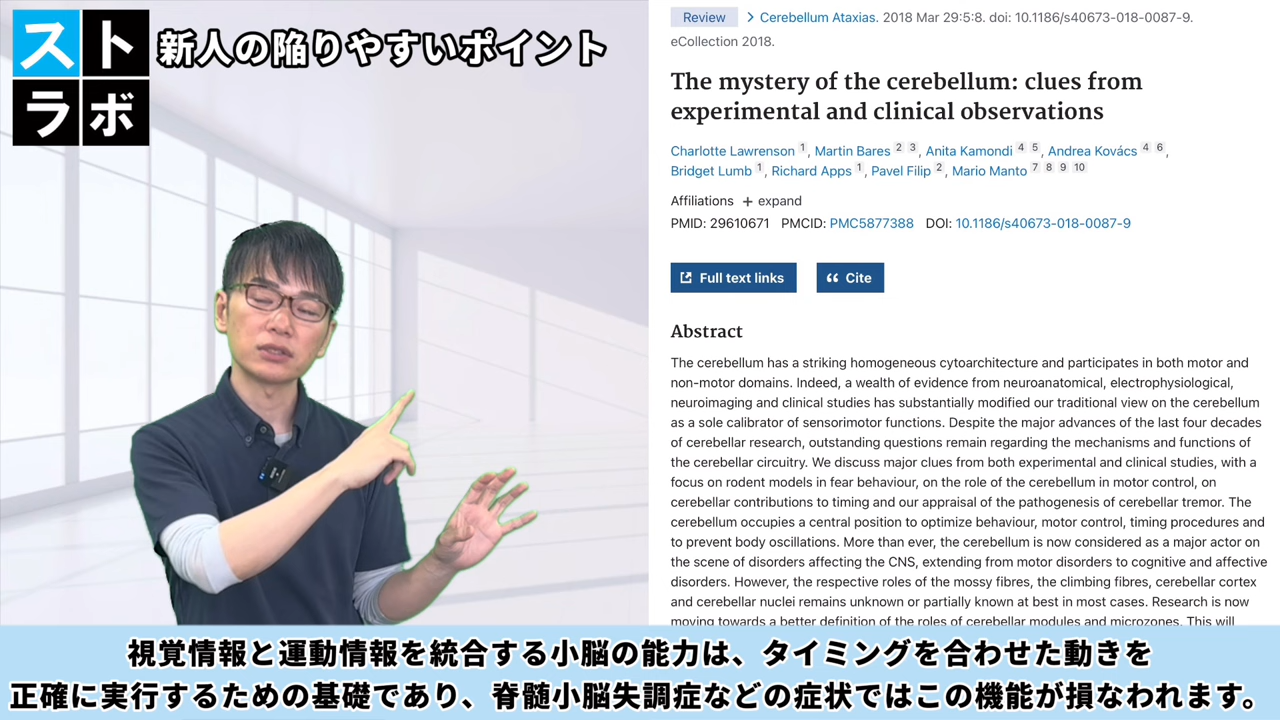 スト
ラボ
新人の陥りやすいポイント
Review > Cerebellum Ataxias. 2018 Mar 29:5:8. doi: 10.1186/s40673-018-0087-9.
eCollection 2018.
The mystery of the cerebellum: clues from
experimental and clinical observations
Charlotte Lawrenson 1, Martin Bares 2 3, Anita Kamondi 4 5, Andrea Kovács 4 6,
Bridget Lumb 1, Richard Apps 1, Pavel Filip 2, Mario Manto 7 8 9 10
Affiliations + expand
PMID: 29610671 PMCID: PMC5877388 DOI: 10.1186/s40673-018-0087-9
Full text links
Cite
Abstract
The cerebellum has a striking homogeneous cytoarchitecture and participates in both motor and
non-motor domains. Indeed, a wealth of evidence from neuroanatomical, electrophysiological,
neuroimaging and clinical studies has substantially modified our traditional view on the cerebellum
as a sole calibrator of sensorimotor functions. Despite the major advances of the last four decades
of cerebellar research, outstanding questions remain regarding the mechanisms and functions of
the cerebellar circuitry. We discuss major clues from both experimental and clinical studies, with a
focus on rodent models in fear behaviour, on the role of the cerebellum in motor control, on
cerebellar contributions to timing and our appraisal of the pathogenesis of cerebellar tremor. The
cerebellum occupies a central position to optimize behaviour, motor control, timing procedures and
to prevent body oscillations. More than ever, the cerebellum is now considered as a major actor on
the scene of disorders affecting the CNS, extending from motor disorders to cognitive and affective
disorders. However, the respective roles of the mossy fibres, the climbing fibres, cerebellar cortex
and cerebellar nuclei remains unknown or partially known at best in most cases. Research is now
moving towards a better definition of the roles of cerebellar modules and microzones. This will
視覚情報と運動情報を統合する小脳の能力は、タイミングを合わせた動きを
正確に実行するための基礎であり、脊髄小脳失調症などの症状ではこの機能が損なわれます。